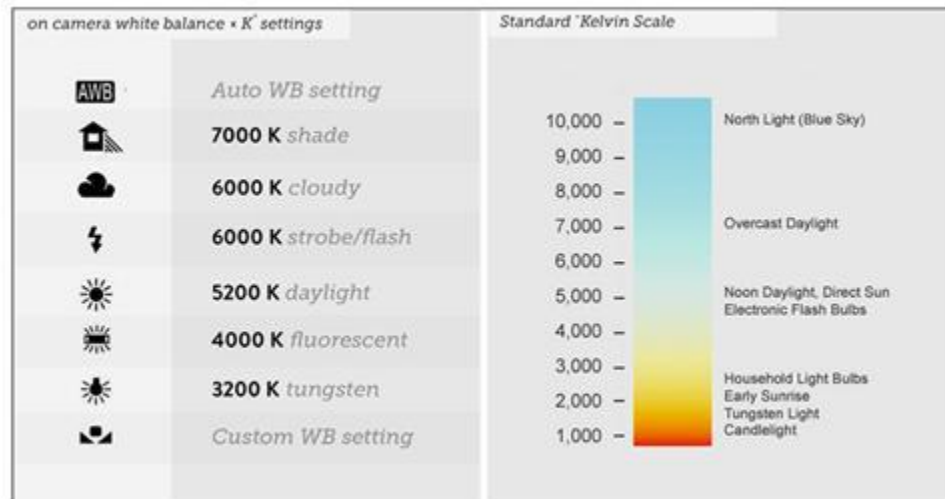 on camera white balance × K° settings
AWB
Auto WB setting
7000 K shade
6000 K cloudy
6000 K strobe/flash
5200 K daylight
4000 K fluorescent
3200 K tungsten
Custom WB setting
Standard °Kelvin Scale
10,000 –
9,000 –
8,000 –
7,000 –
6,000 –
5,000 –
4,000 –
3,000 –
2,000 –
1,000 –
North Light (Blue Sky)
Overcast Daylight
Noon Daylight, Direct Sun
Electronic Flash Bulbs
Household Light Bulbs
Early Sunrise
Tungsten Light
Candlelight